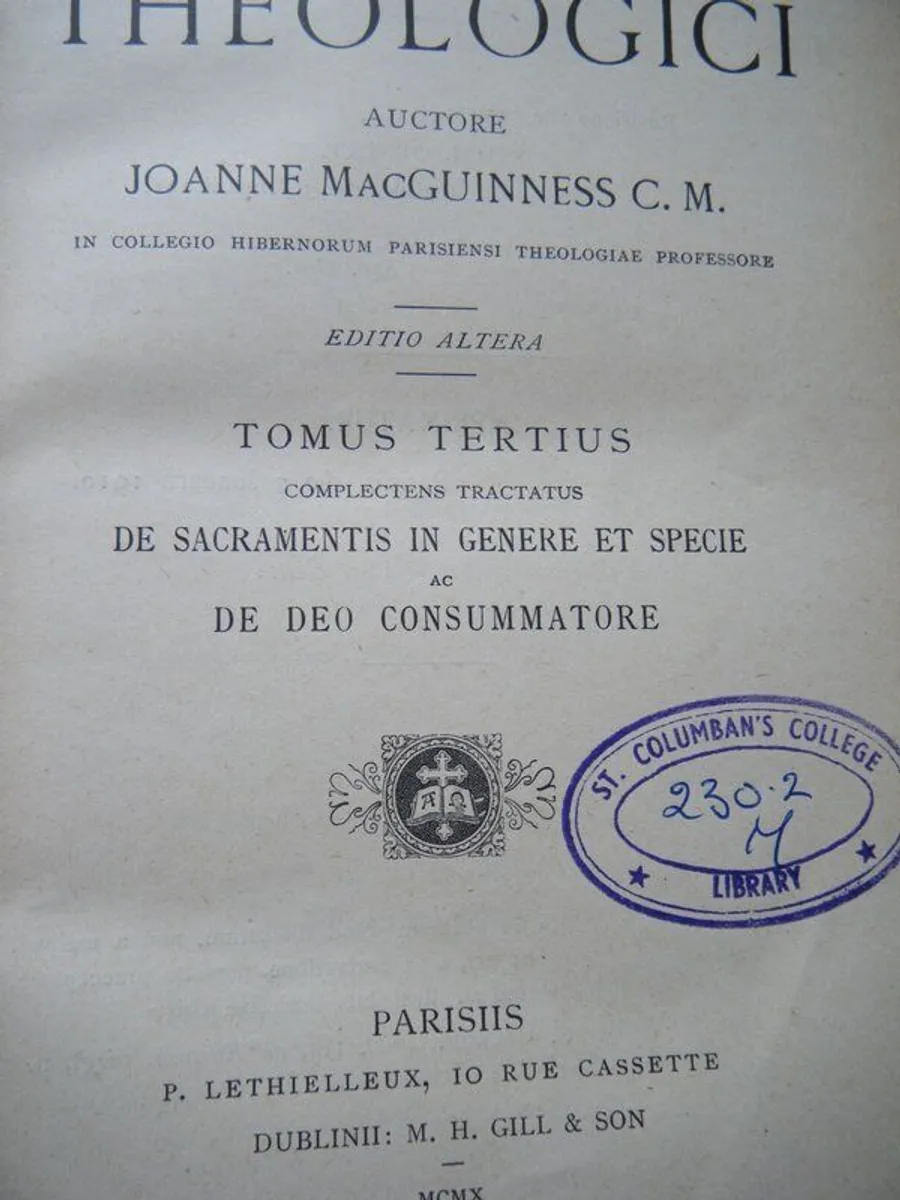 THEOLOGICI
AUCTORE
JOANNE MACGUINNESS C. M.
IN COLLEGIO HIBERNORUM PARISIENSI THEOLOGIAE PROFESSORE
EDITIO ALTERA
TOMUS TERTIUS
COMPLECTENS TRACTATUS
DE SACRAMENTIS IN GENERE ET SPECIE
AC
DE DEO CONSUMMATORE
ST. COLUMBAN'S COLLEGE
230.2
M
LIBRARY
PARISIIS
P. LETHIELLEUX, 10 RUE CASSETTE
DUBLINII: M. H. GILL & SON
MCMX